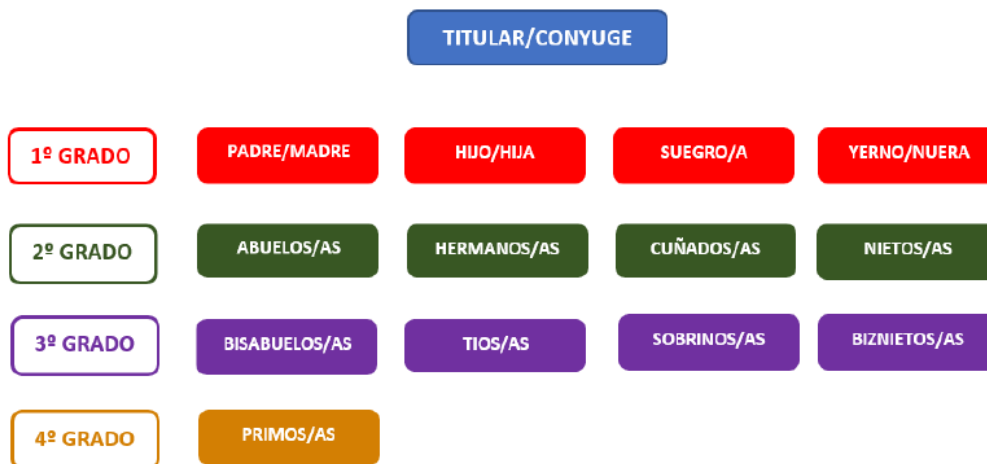 TITULAR/CONYUGE
1º GRADO
PADRE/MADRE
HIJO/HIJA
SUEGRO/A
YERNO/NUERA
2º GRADO
ABUELOS/AS
HERMANOS/AS
CUÑADOS/AS
NIETOS/AS
3º GRADO
BISABUELOS/AS
TIOS/AS
SOBRINOS/AS
BIZNIETOS/AS
4º GRADO
PRIMOS/AS